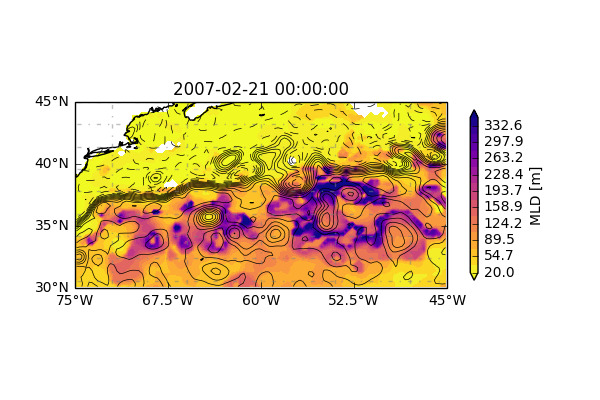 2007-02-21 00:00:00
45°N
40°N
35°N
30°N
75°W
67.5°W
60°W
52.5°W
45°W
332.6
297.9
263.2
228.4
193.7
158.9
124.2
89.5
54.7
20.0
MLD [m]